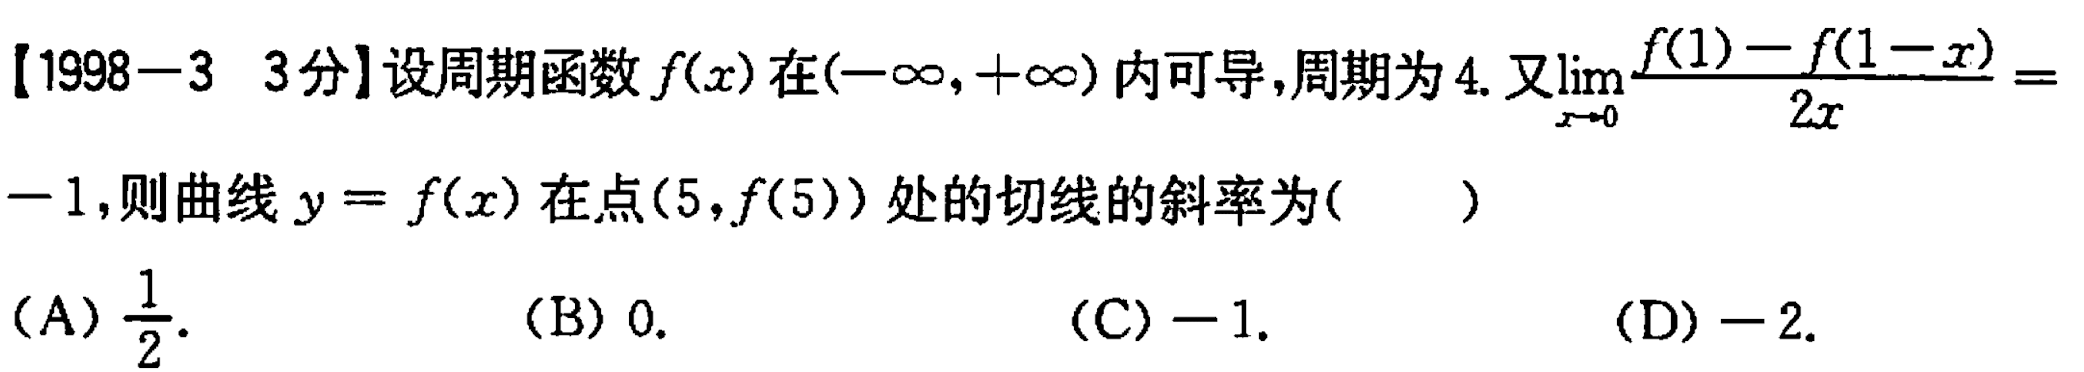 【1998—3 3分】设周期函数 f(x) 在(−∞,+∞) 内可导,周期为 4. 又 lim_{x→0} \frac{f(1)-f(1-x)}{2x} =
−1,则曲线 y = f(x) 在点(5,f(5)) 处的切线的斜率为( )
(A) \frac{1}{2}. (B) 0. (C) −1. (D) −2.